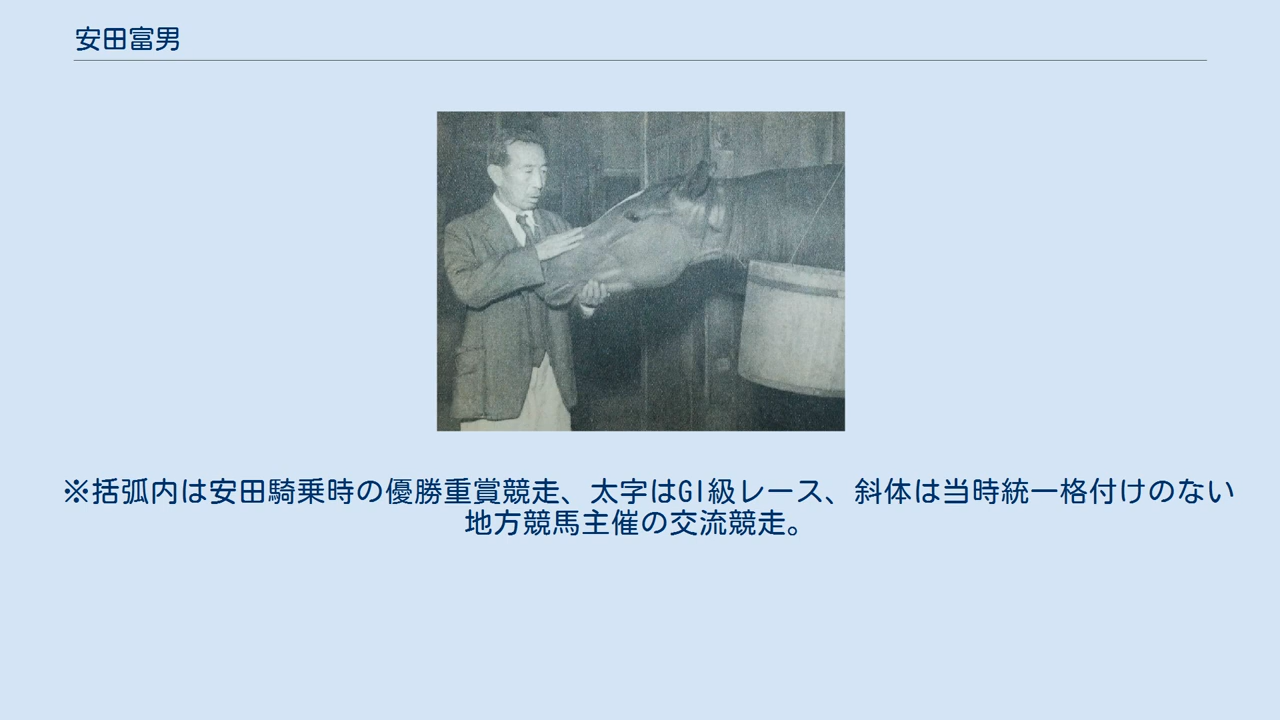 安田富男
※括弧内は安田騎乗時の優勝重賞競走、太字はGI級レース、斜体は当時統一格付けのない
地方競馬主催の交流競走。